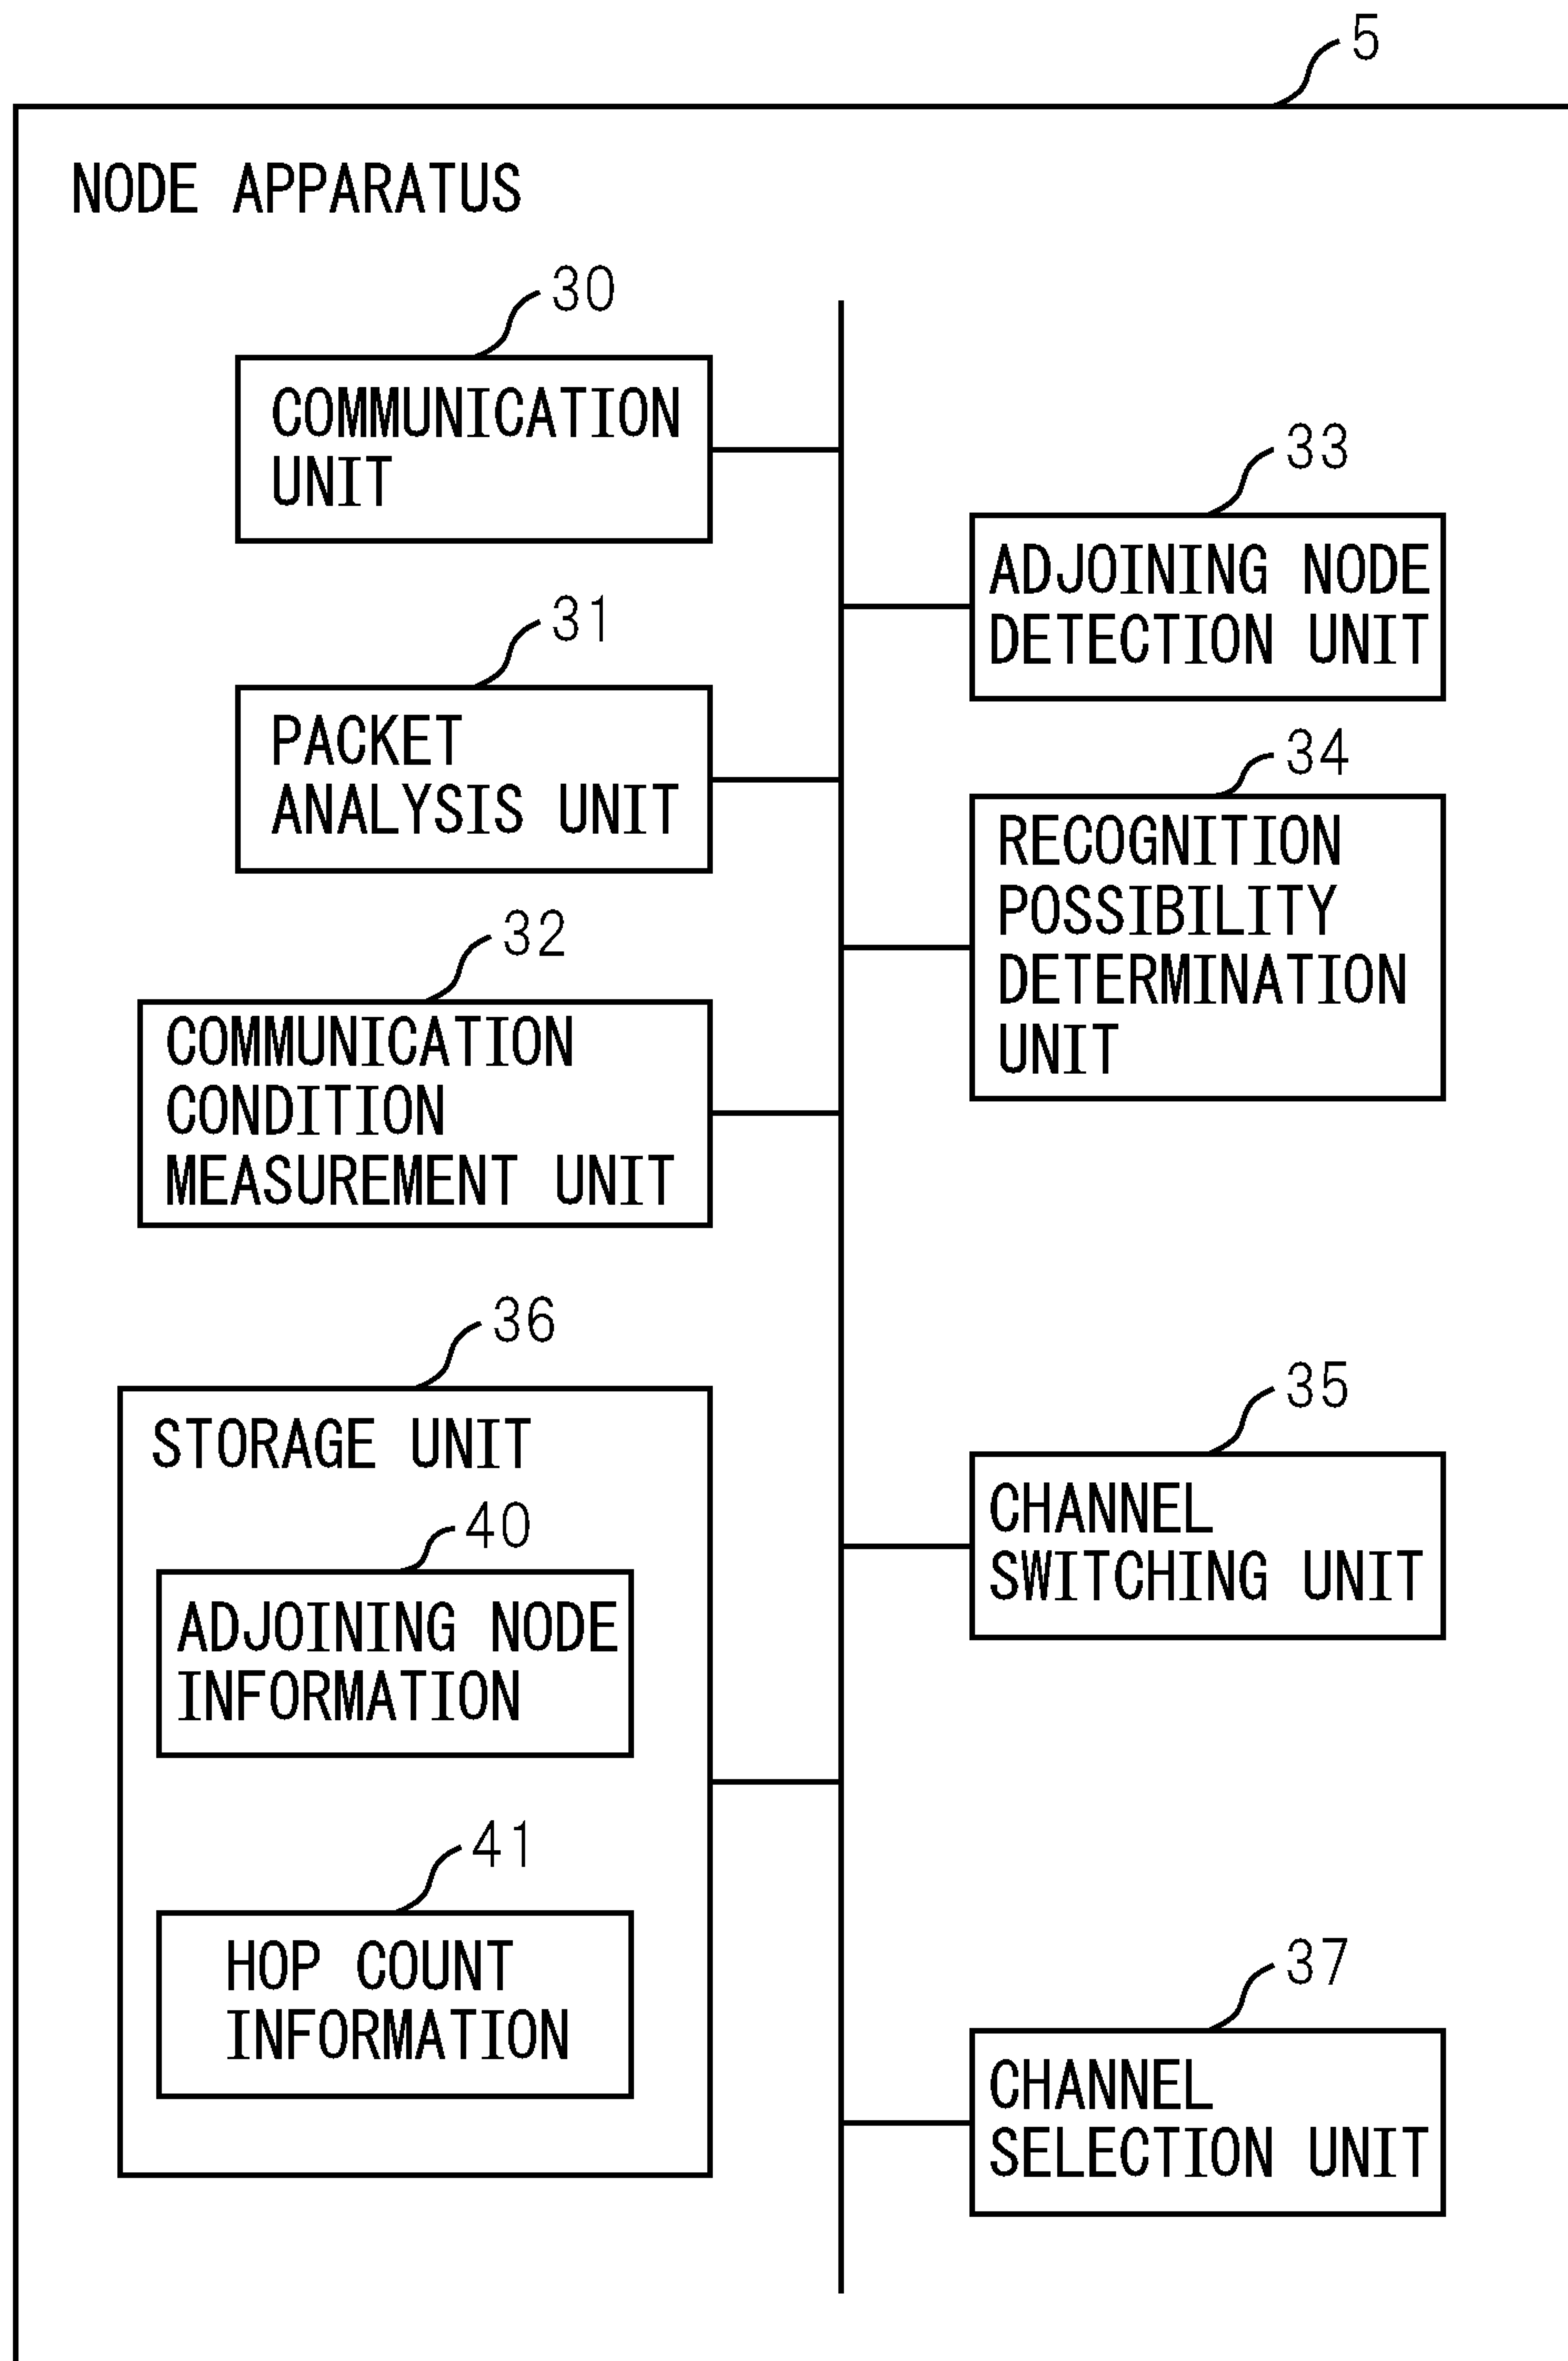 5
NODE APPARATUS
30
COMMUNICATION
UNIT
31
PACKET
ANALYSIS UNIT
32
COMMUNICATION
CONDITION
MEASUREMENT UNIT
36
STORAGE UNIT
40
ADJOINING NODE
INFORMATION
41
HOP COUNT
INFORMATION
33
ADJOINING NODE
DETECTION UNIT
34
RECOGNITION
POSSIBILITY
DETERMINATION
UNIT
35
CHANNEL
SWITCHING UNIT
37
CHANNEL
SELECTION UNIT